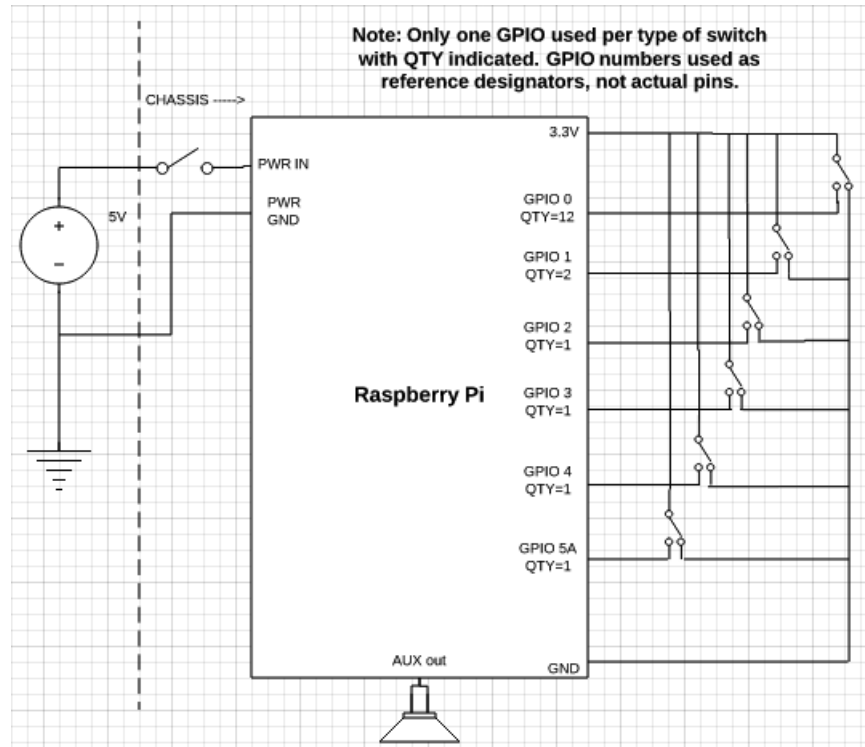 Note: Only one GPIO used per type of switch
with QTY indicated. GPIO numbers used as
reference designators, not actual pins.
CHASSIS ---->
3.3V
PWR IN
PWR
GND
5V
+
−
GPIO 0
QTY=12
GPIO 1
QTY=2
GPIO 2
QTY=1
Raspberry Pi
GPIO 3
QTY=1
GPIO 4
QTY=1
GPIO 5A
QTY=1
AUX out
GND